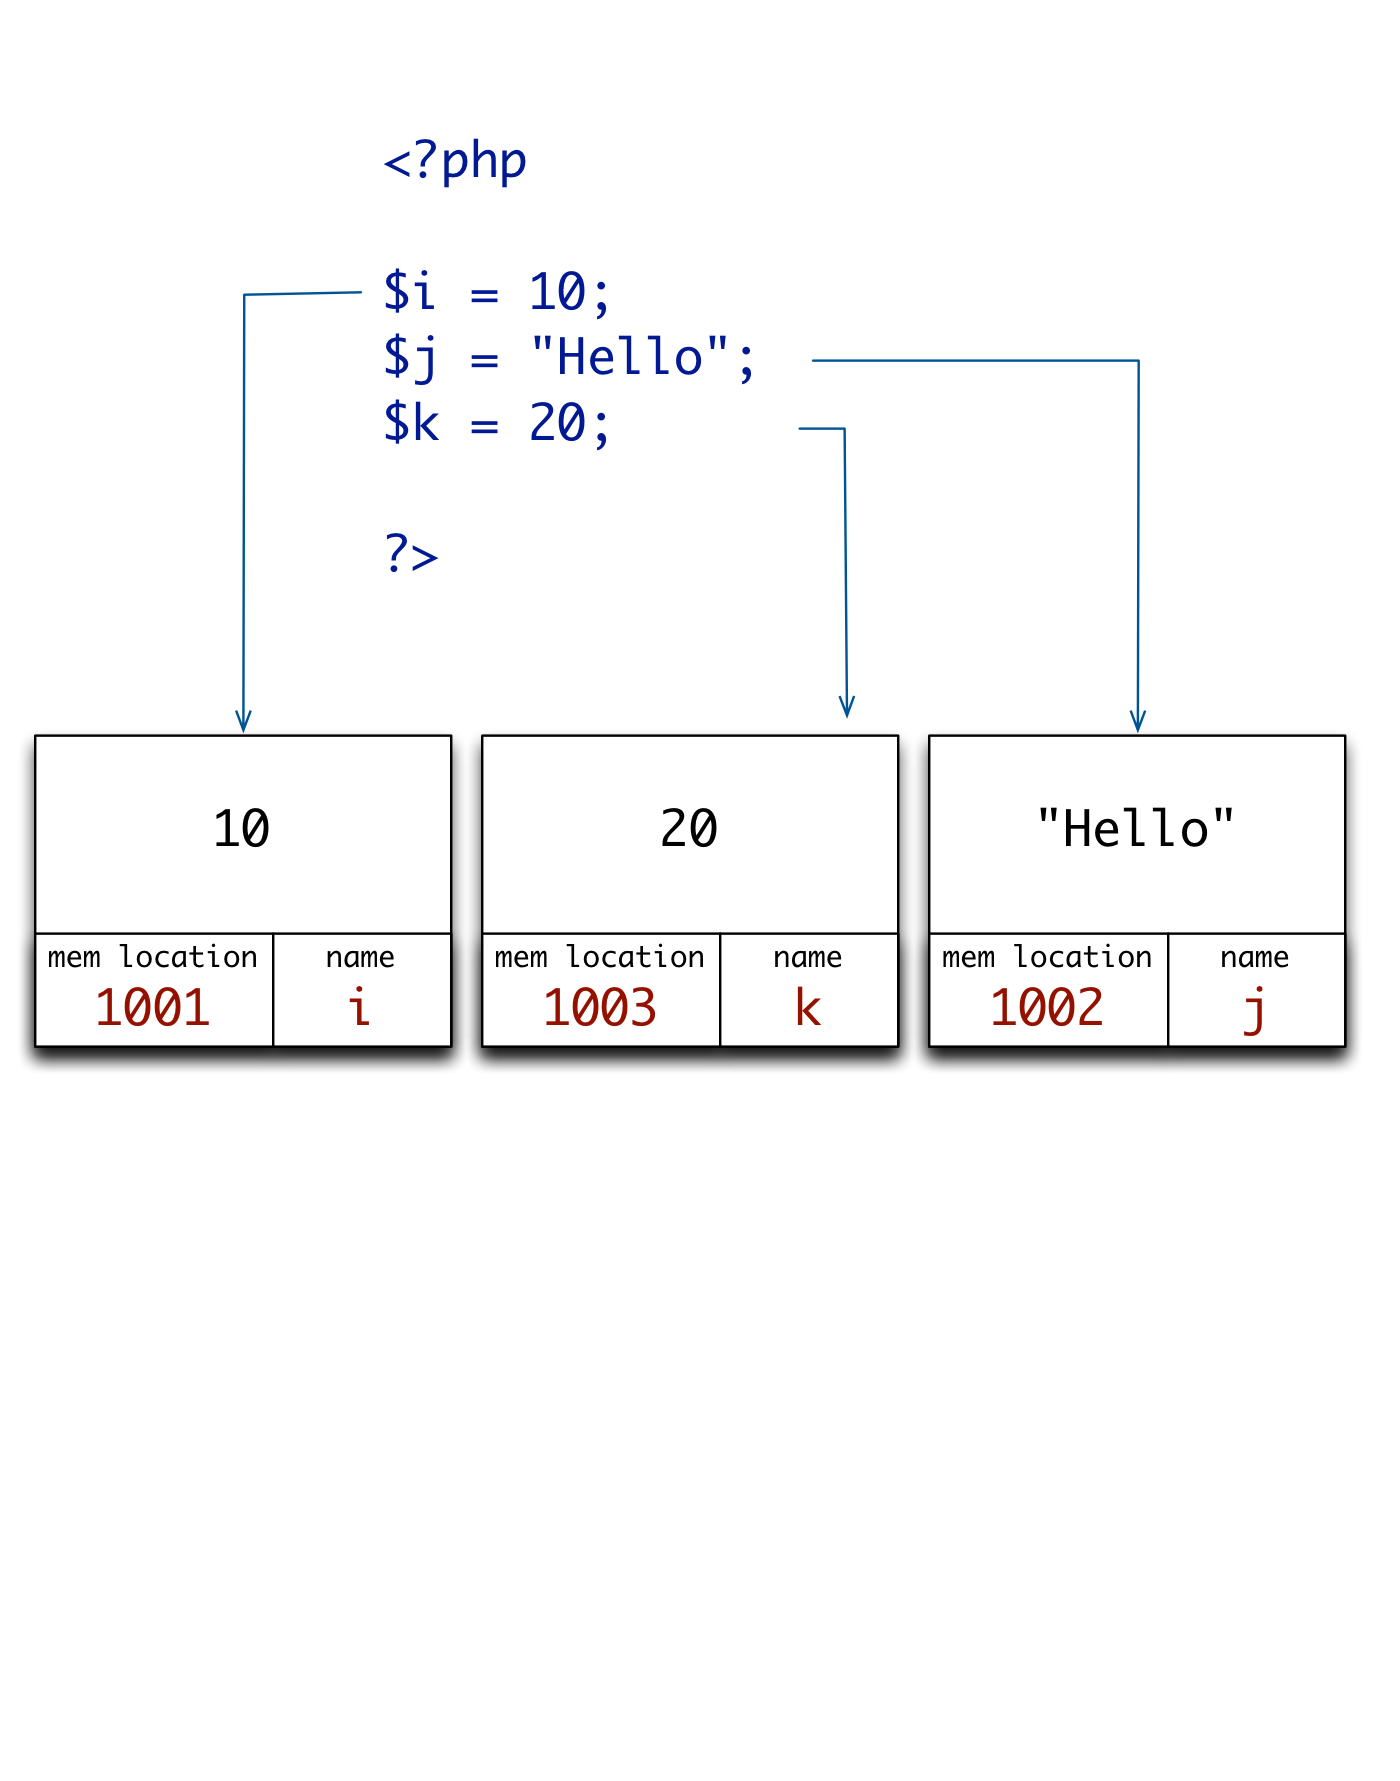 <?php
$i = 10;
$j = "Hello";
$k = 20;
?>
10
mem location name
1001 i
20
mem location name
1003 k
"Hello"
mem location name
1002 j